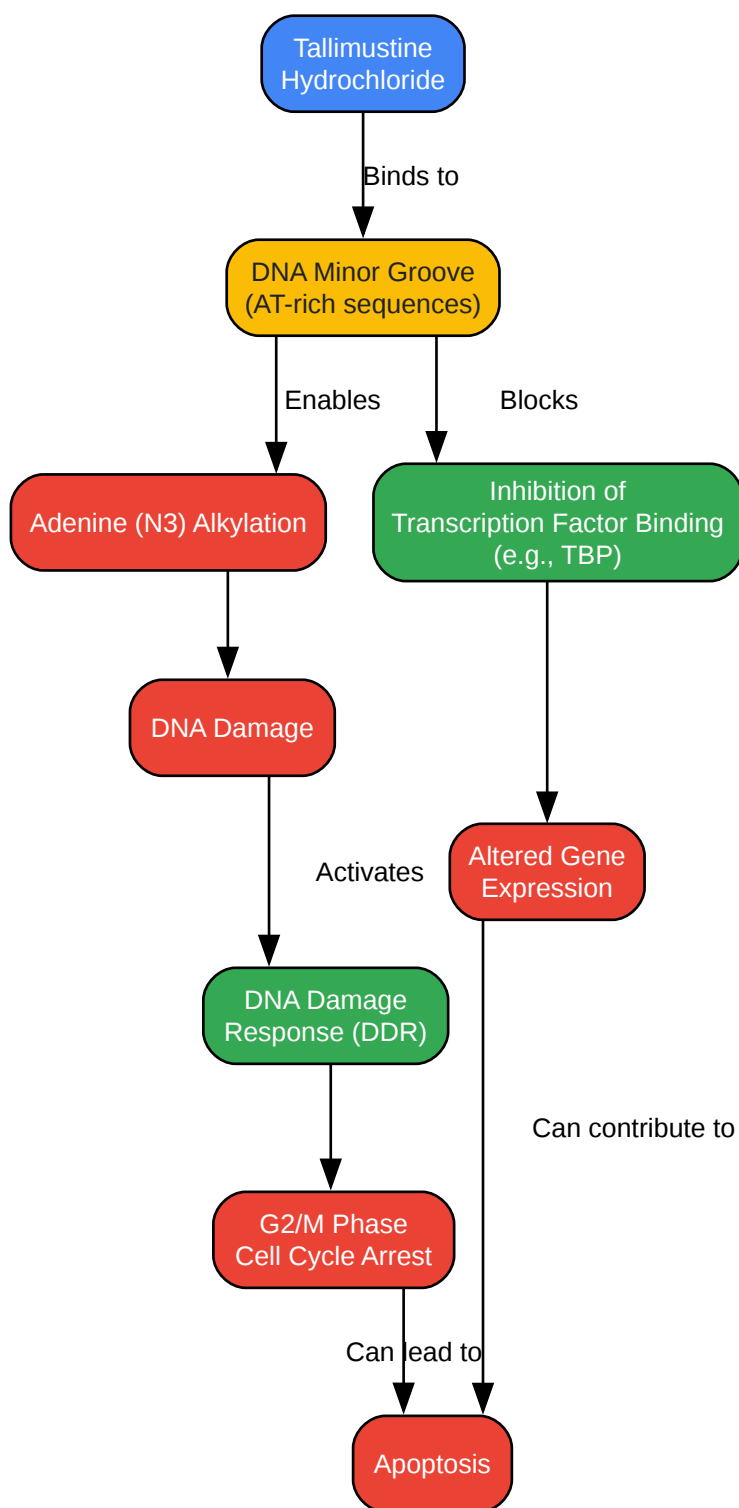 Tallimustine
Hydrochloride
Binds to
DNA Minor Groove
(AT-rich sequences)
Enables
Blocks
Adenine (N3) Alkylation
Inhibition of
Transcription Factor Binding
(e.g., TBP)
DNA Damage
Activates
Altered Gene
Expression
DNA Damage
Response (DDR)
Can contribute to
G2/M Phase
Cell Cycle Arrest
Can lead to
Apoptosis